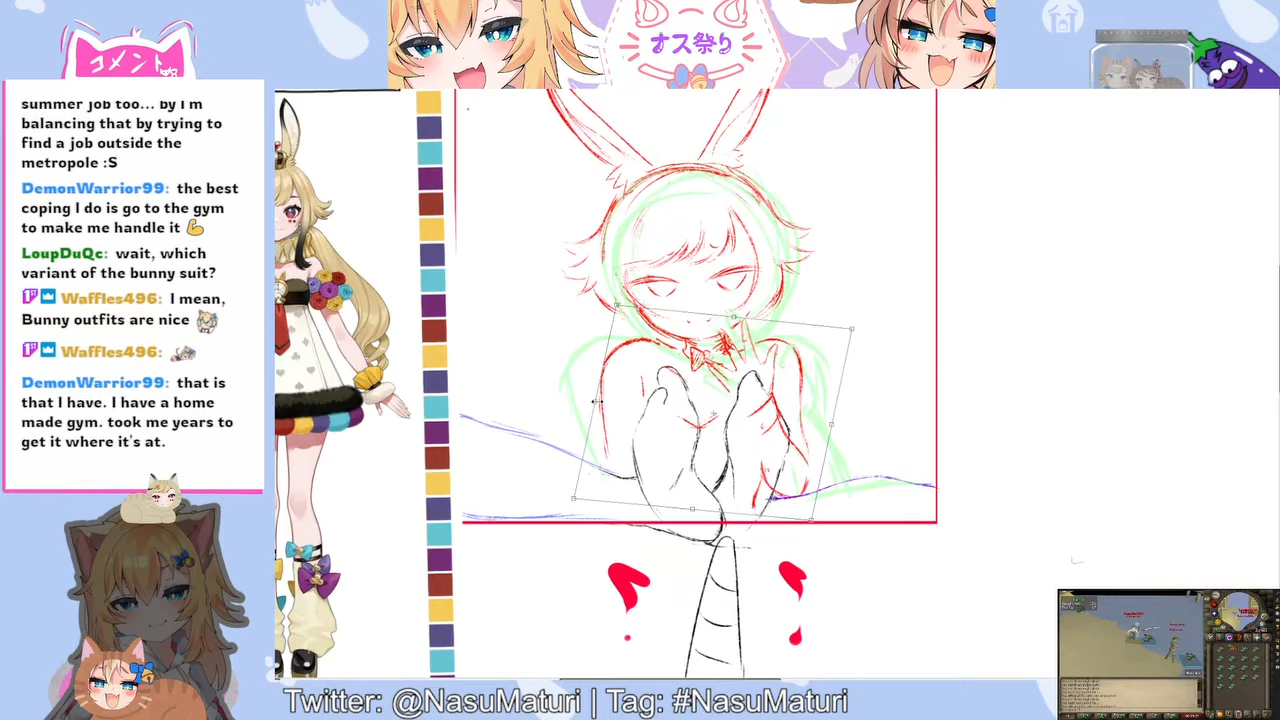 コメント
オス祭り
summer job too... by I m
balancing that by trying to
find a job outside the
metropole :S
DemonWarrior99: the best
coping I do is go to the gym
to make me handle it 💪
LoupDuQc: wait, which
variant of the bunny suit?
Waffles496: I mean,
Bunny outfits are nice
Waffles496:
DemonWarrior99: that is
that I have. I have a home
made gym. took me years to
get it where it's at.
Twitter: @NasuMaturi | Tag: #NasuMaturi